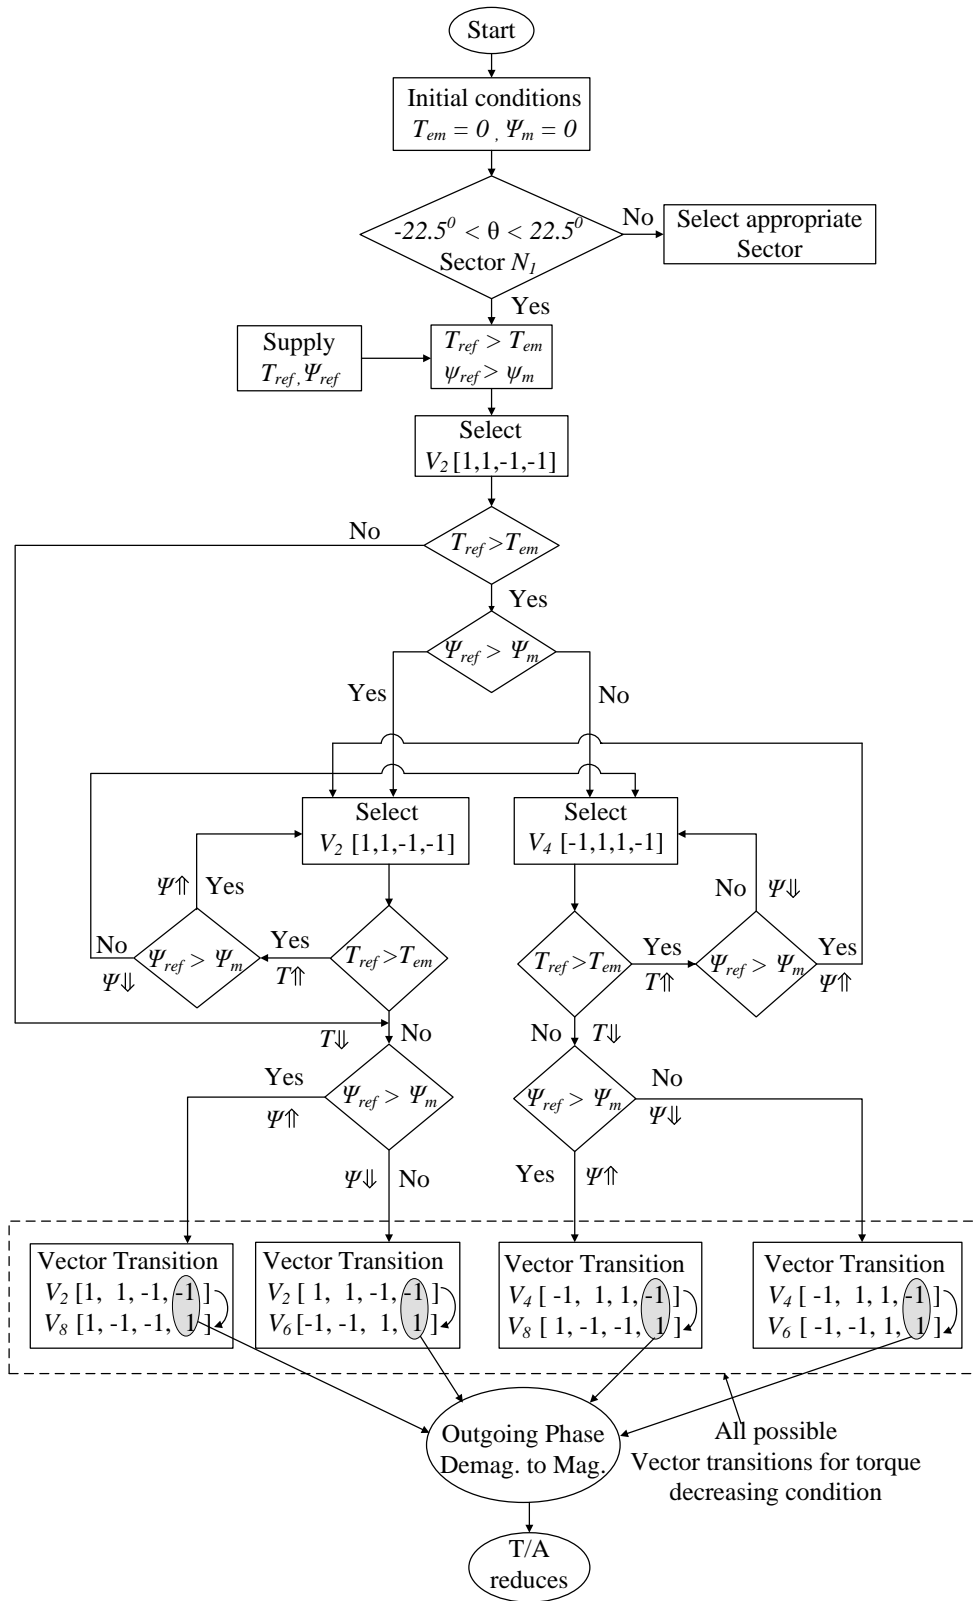 Start
Initial conditions
T_em = 0 , Ψ_m = 0
-22.5⁰ < θ < 22.5⁰
Sector N_1
No
Select appropriate
Sector
Yes
Supply
T_ref, Ψ_ref
T_ref > T_em
ψ_ref > ψ_m
Select
V_2 [1,1,-1,-1]
No
T_ref > T_em
Yes
Ψ_ref > Ψ_m
Yes
No
Select
V_2 [1,1,-1,-1]
Select
V_4 [-1,1,1,-1]
Ψ⇑ Yes
No Ψ⇓
No
Ψ⇓
Ψ_ref > Ψ_m
Yes
T⇑
T_ref > T_em
T_ref > T_em
Yes
T⇑
Ψ_ref > Ψ_m
Yes
Ψ⇑
T⇓ No
No T⇓
Yes
Ψ⇑
Ψ_ref > Ψ_m
Ψ_ref > Ψ_m
No
Ψ⇓
Ψ⇓ No
Yes Ψ⇑
Vector Transition
V_2 [1, 1, -1, -1 ]
V_8 [1, -1, -1, 1]
Vector Transition
V_2 [ 1, 1, -1, -1 ]
V_6 [-1, -1, 1, 1 ]
Vector Transition
V_4 [ -1, 1, 1, -1 ]
V_8 [ 1, -1, -1, 1 ]
Vector Transition
V_4 [ -1, 1, 1, -1 ]
V_6 [ -1, -1, 1, 1 ]
Outgoing Phase
Demag. to Mag.
All possible
Vector transitions for torque
decreasing condition
T/A
reduces